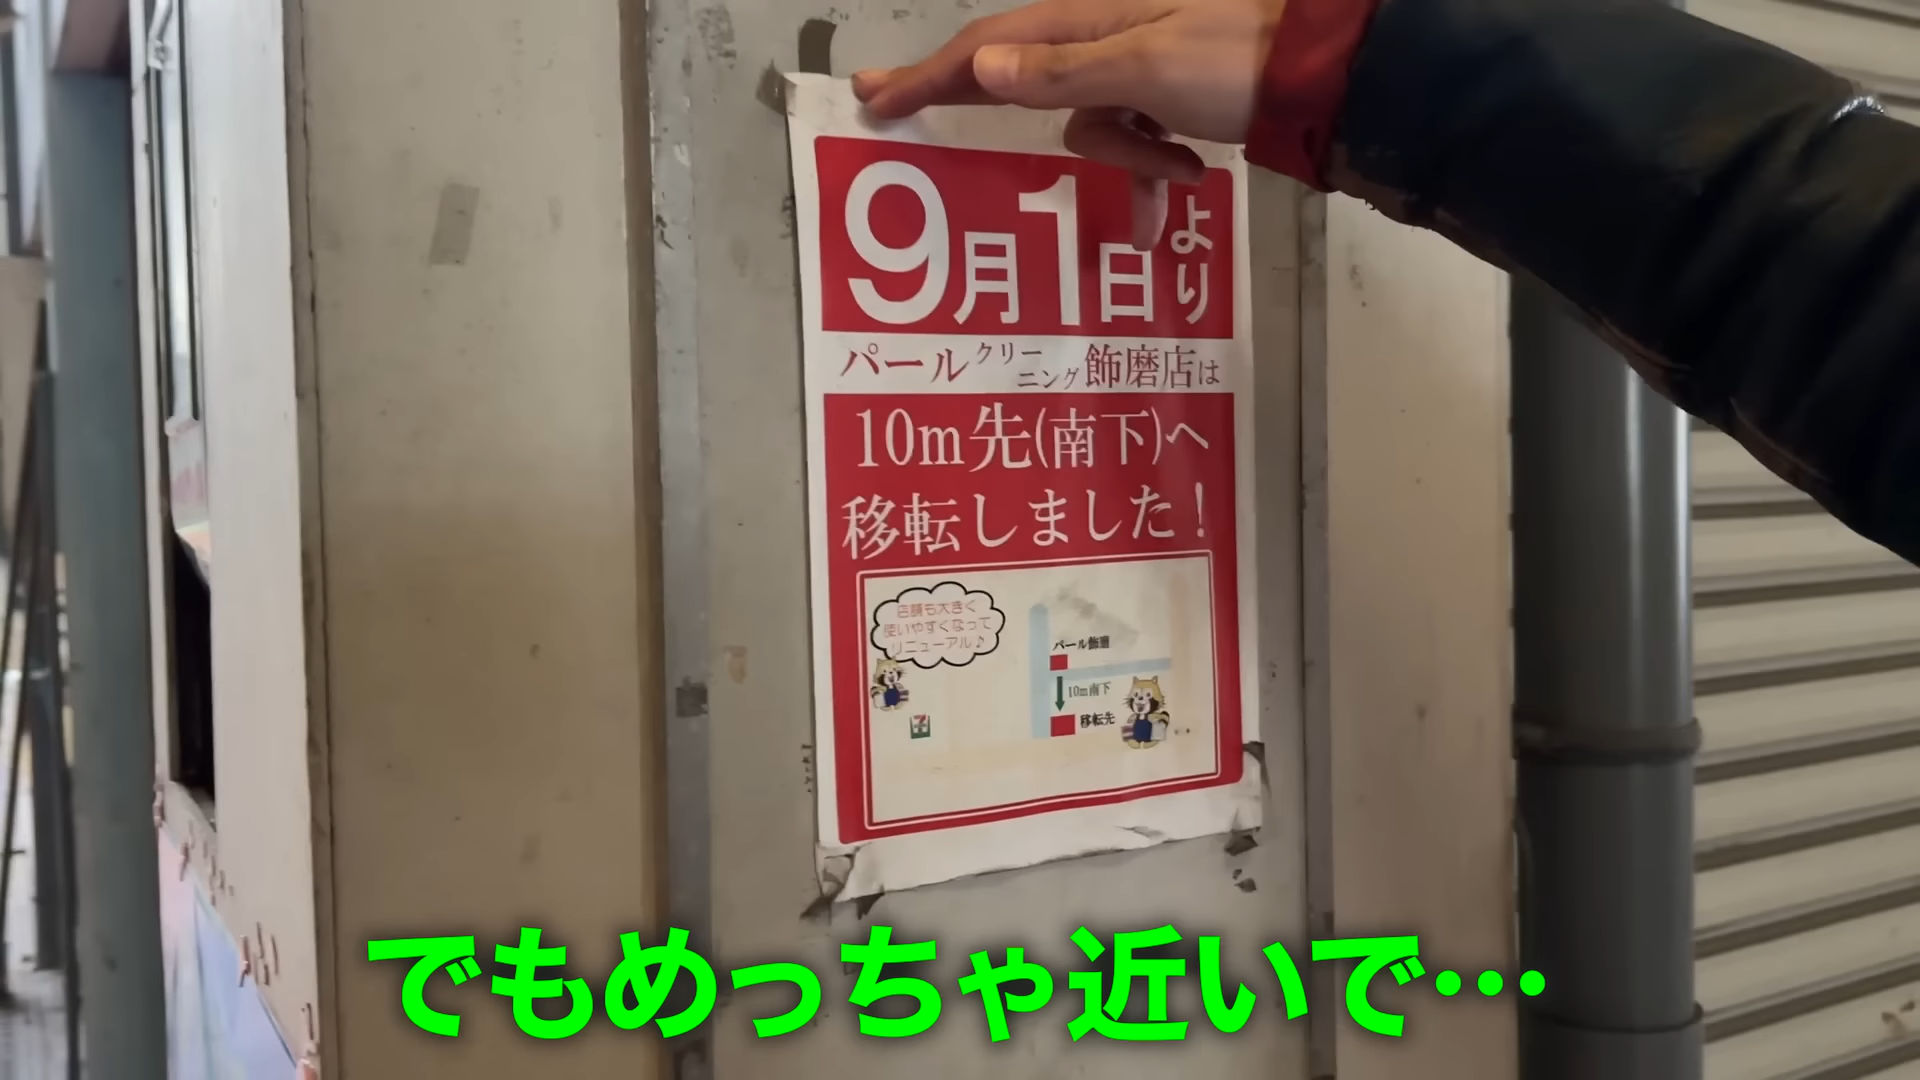 9月1日より
パールクリーニング飾磨店は
10m先(南下)へ
移転しました!
店舗も大きく
使いやすくなって
リニューアル♪
パール飾磨
10m南下
移転先
7
でもめっちゃ近いで…